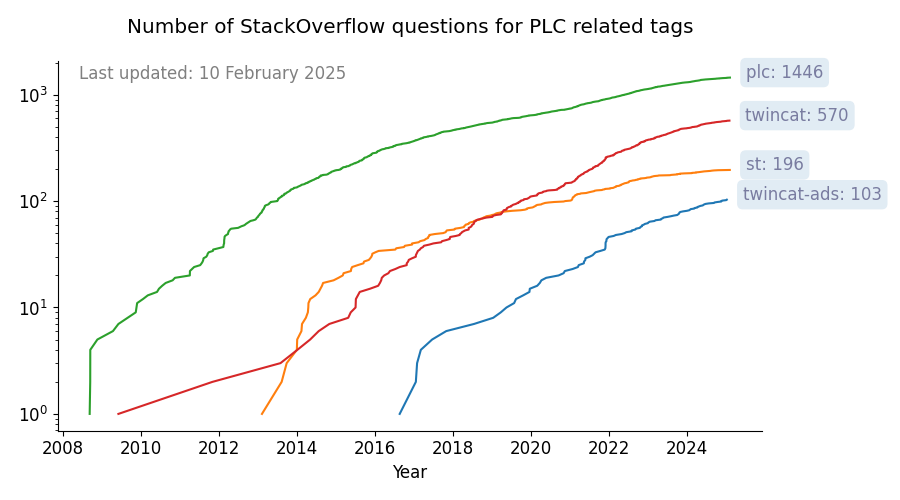 Number of StackOverflow questions for PLC related tags
Last updated: 10 February 2025
plc: 1446
twincat: 570
st: 196
twincat-ads: 103
10³
10²
10¹
10⁰
2008 2010 2012 2014 2016 2018 2020 2022 2024
Year